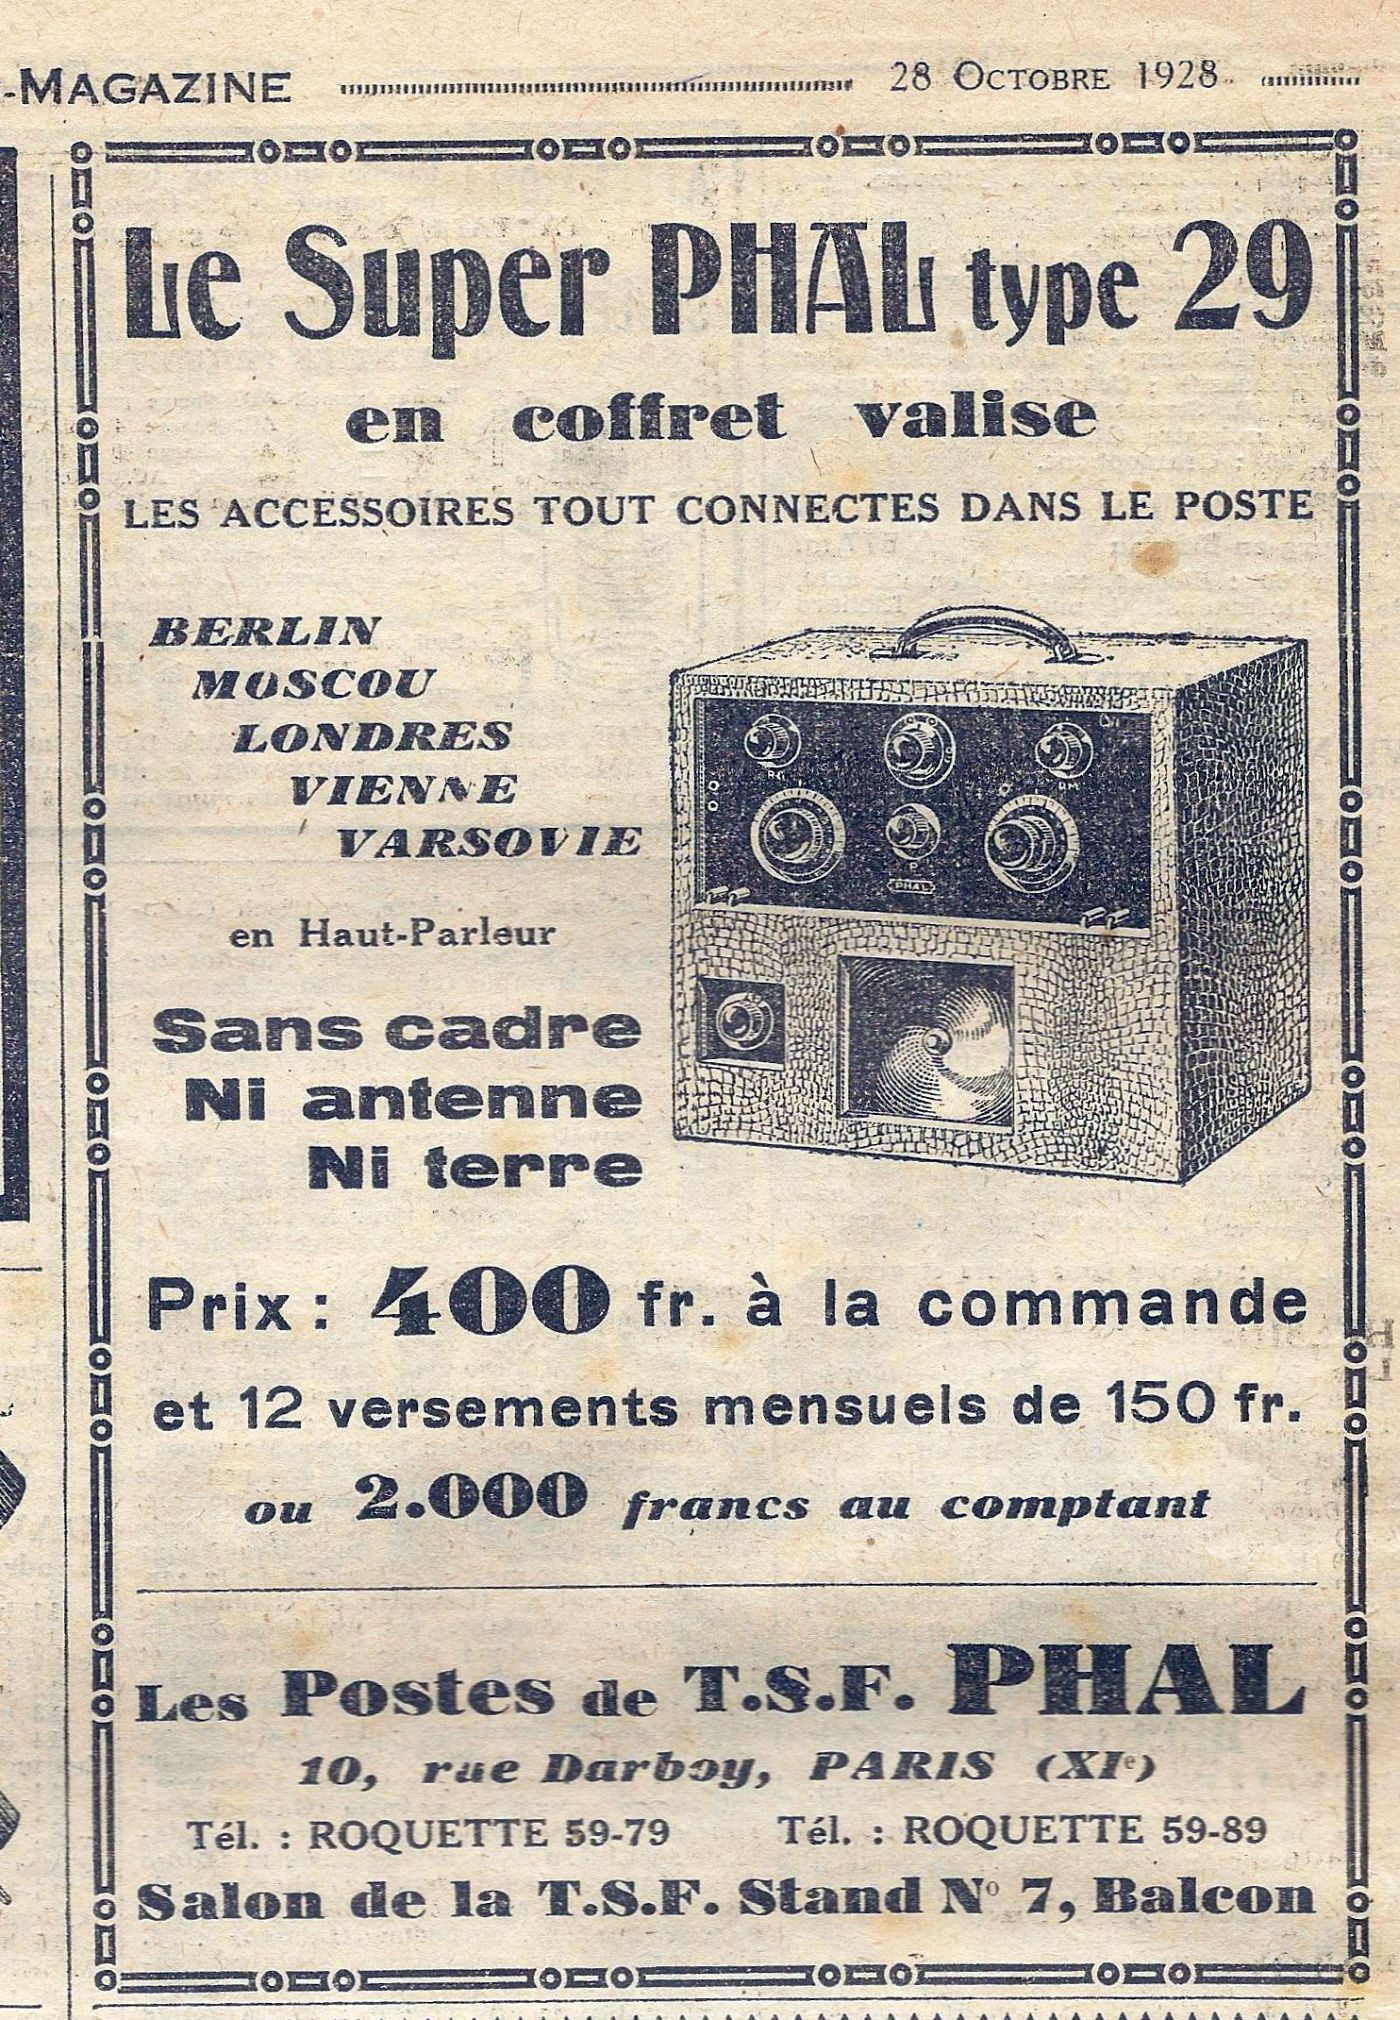 -MAGAZINE 28 OCTOBRE 1928
Le Super PHAL type 29
en coffret valise
LES ACCESSOIRES TOUT CONNECTES DANS LE POSTE
BERLIN
MOSCOU
LONDRES
VIENNE
VARSOVIE
en Haut-Parleur
Sans cadre
Ni antenne
Ni terre
PHAL
Prix : 400 fr. à la commande
et 12 versements mensuels de 150 fr.
ou 2.000 francs au comptant
Les Postes de T.S.F. PHAL
10, rue Darboy, PARIS (XIe)
Tél. : ROQUETTE 59-79 Tél. : ROQUETTE 59-89
Salon de la T.S.F. Stand No 7, Balcon